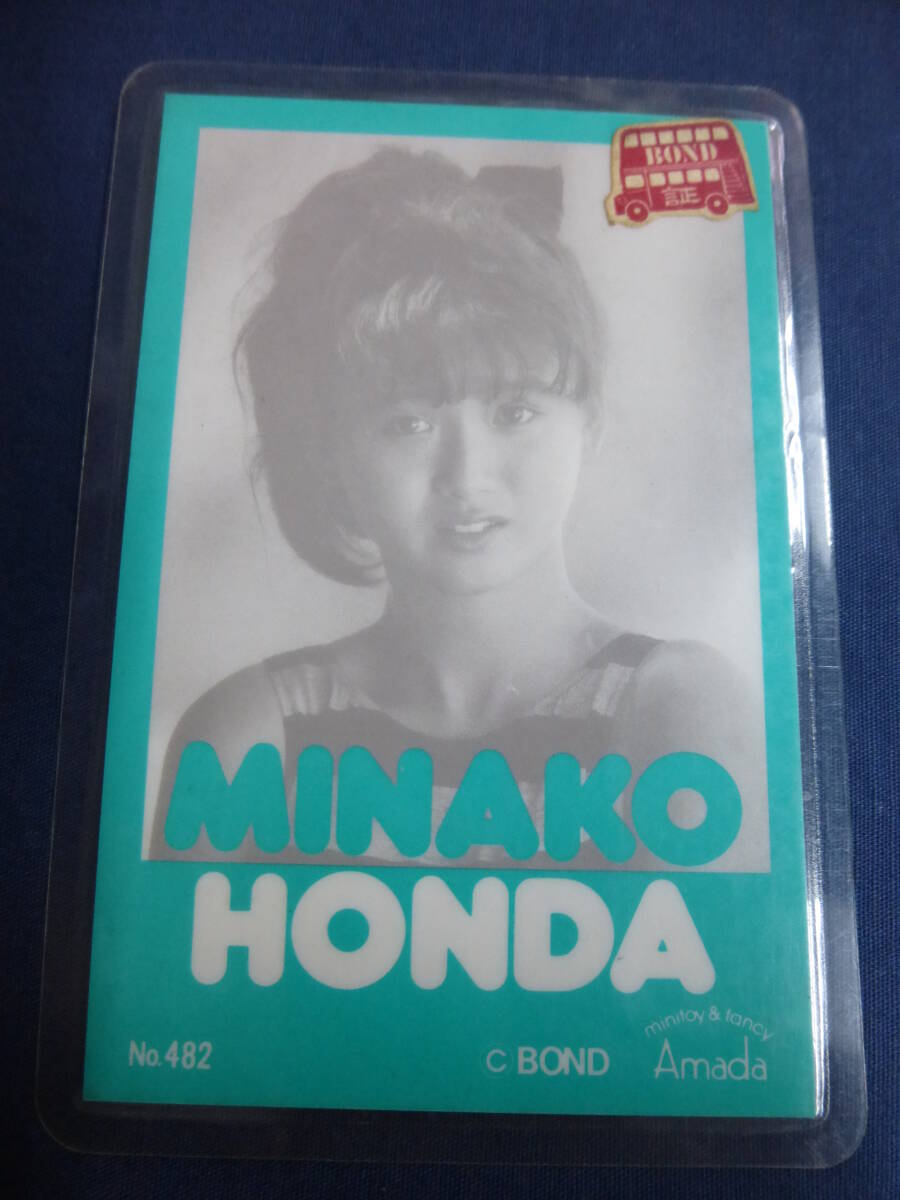 BOND
証
MINAKO
HONDA
No.482
Ⓒ BOND
minitoy & fancy
Amada